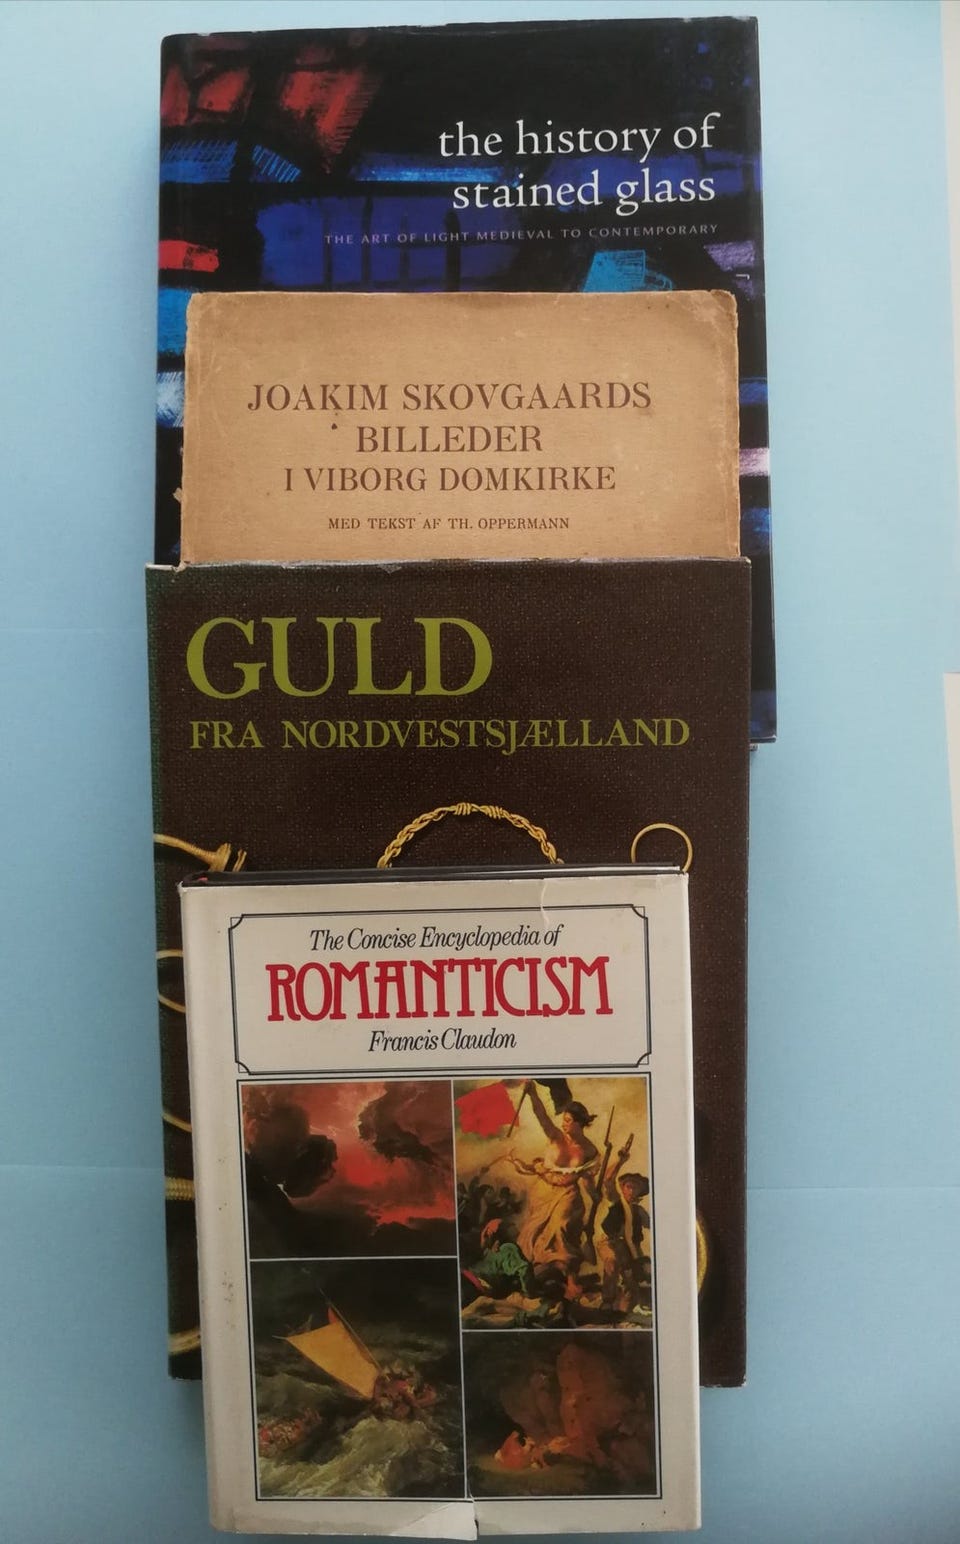 the history of
stained glass
THE ART OF LIGHT MEDIEVAL TO CONTEMPORARY
JOAKIM SKOVGAARDS
BILLEDER
I VIBORG DOMKIRKE
MED TEKST AF TH. OPPERMANN
GULD
FRA NORDVESTSJÆLLAND
The Concise Encyclopedia of
ROMANTICISM
Francis Claudon